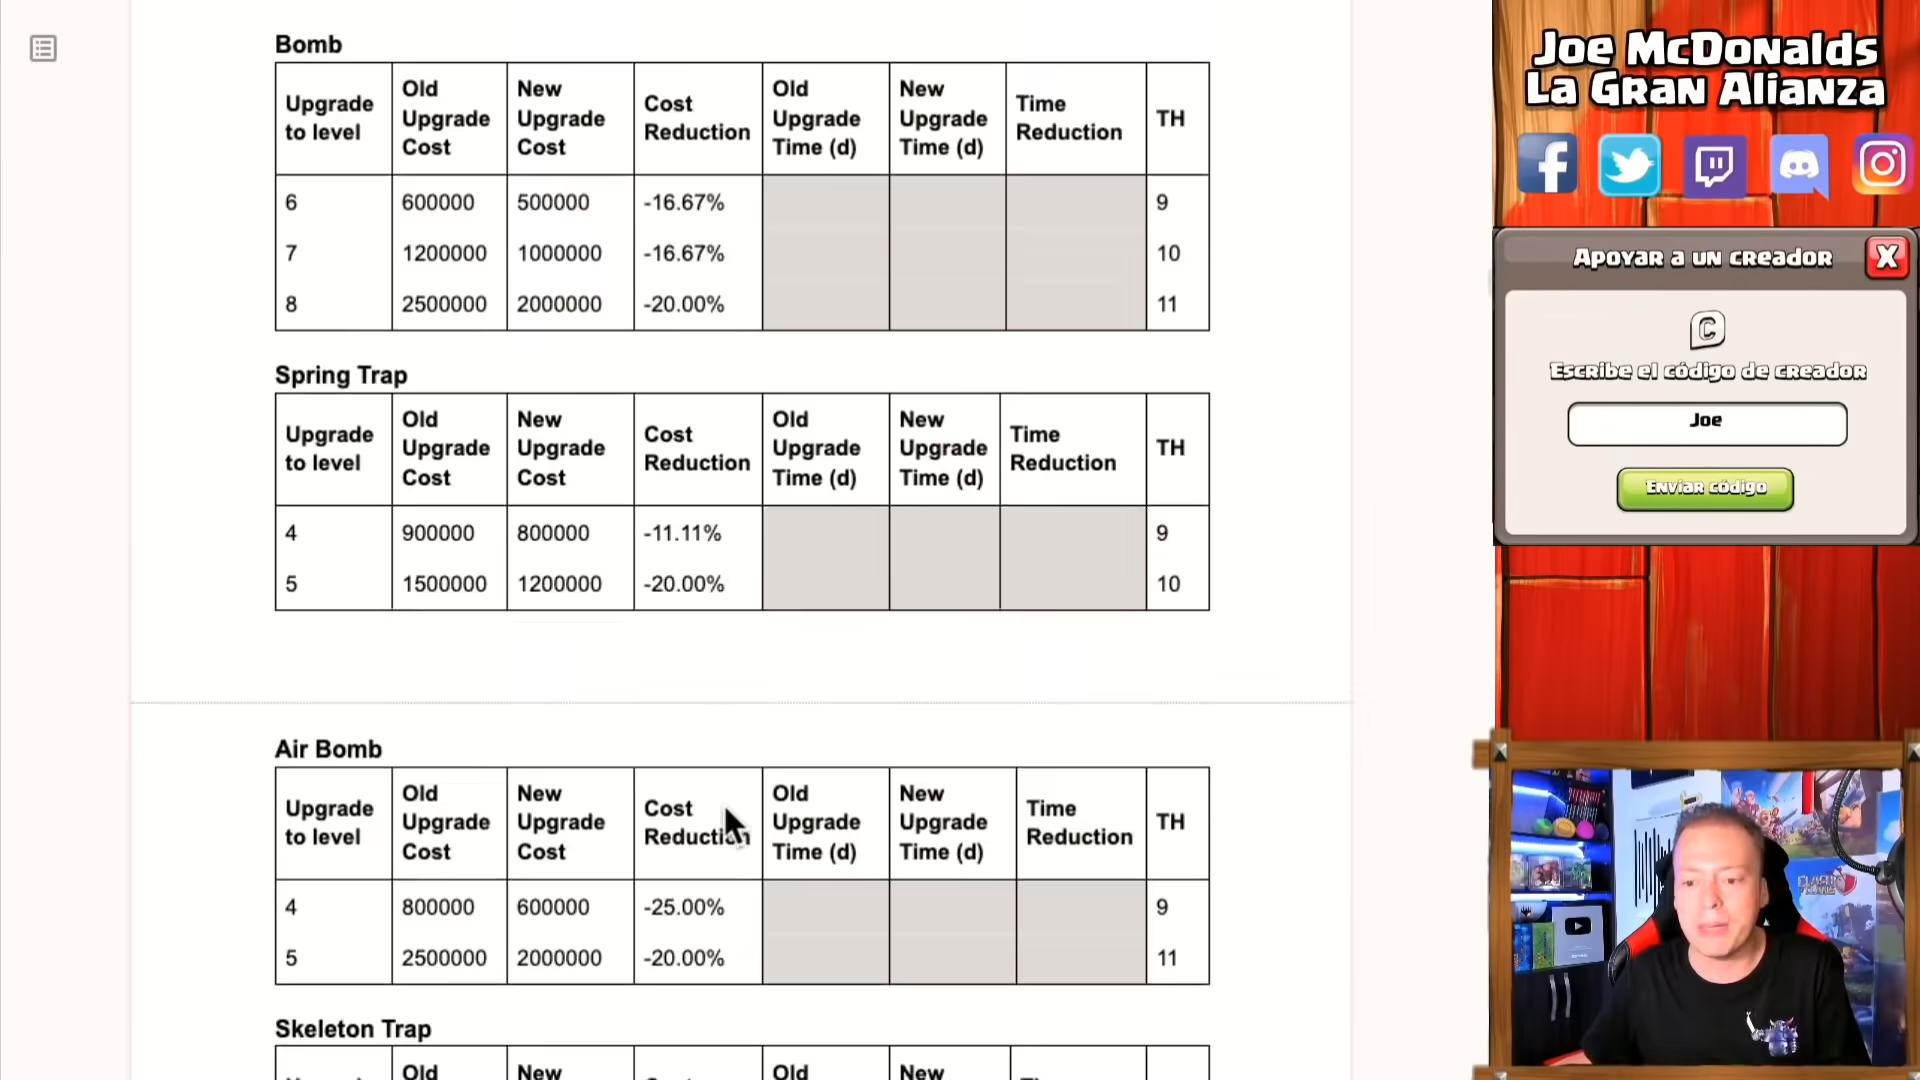 Bomb
Upgrade to level | Old Upgrade Cost | New Upgrade Cost | Cost Reduction | Old Upgrade Time (d) | New Upgrade Time (d) | Time Reduction | TH
6 | 600000 | 500000 | -16.67% | 9
7 | 1200000 | 1000000 | -16.67% | 10
8 | 2500000 | 2000000 | -20.00% | 11
Spring Trap
Upgrade to level | Old Upgrade Cost | New Upgrade Cost | Cost Reduction | Old Upgrade Time (d) | New Upgrade Time (d) | Time Reduction | TH
4 | 900000 | 800000 | -11.11% | 9
5 | 1500000 | 1200000 | -20.00% | 10
Air Bomb
Upgrade to level | Old Upgrade Cost | New Upgrade Cost | Cost Reduction | Old Upgrade Time (d) | New Upgrade Time (d) | Time Reduction | TH
4 | 800000 | 600000 | -25.00% | 9
5 | 2500000 | 2000000 | -20.00% | 11
Skeleton Trap
Old | New | Old | New
Joe McDonalds
La Gran Alianza
Apoyar a un creador
X
C
Escribe el código de creador
Joe
Enviar código